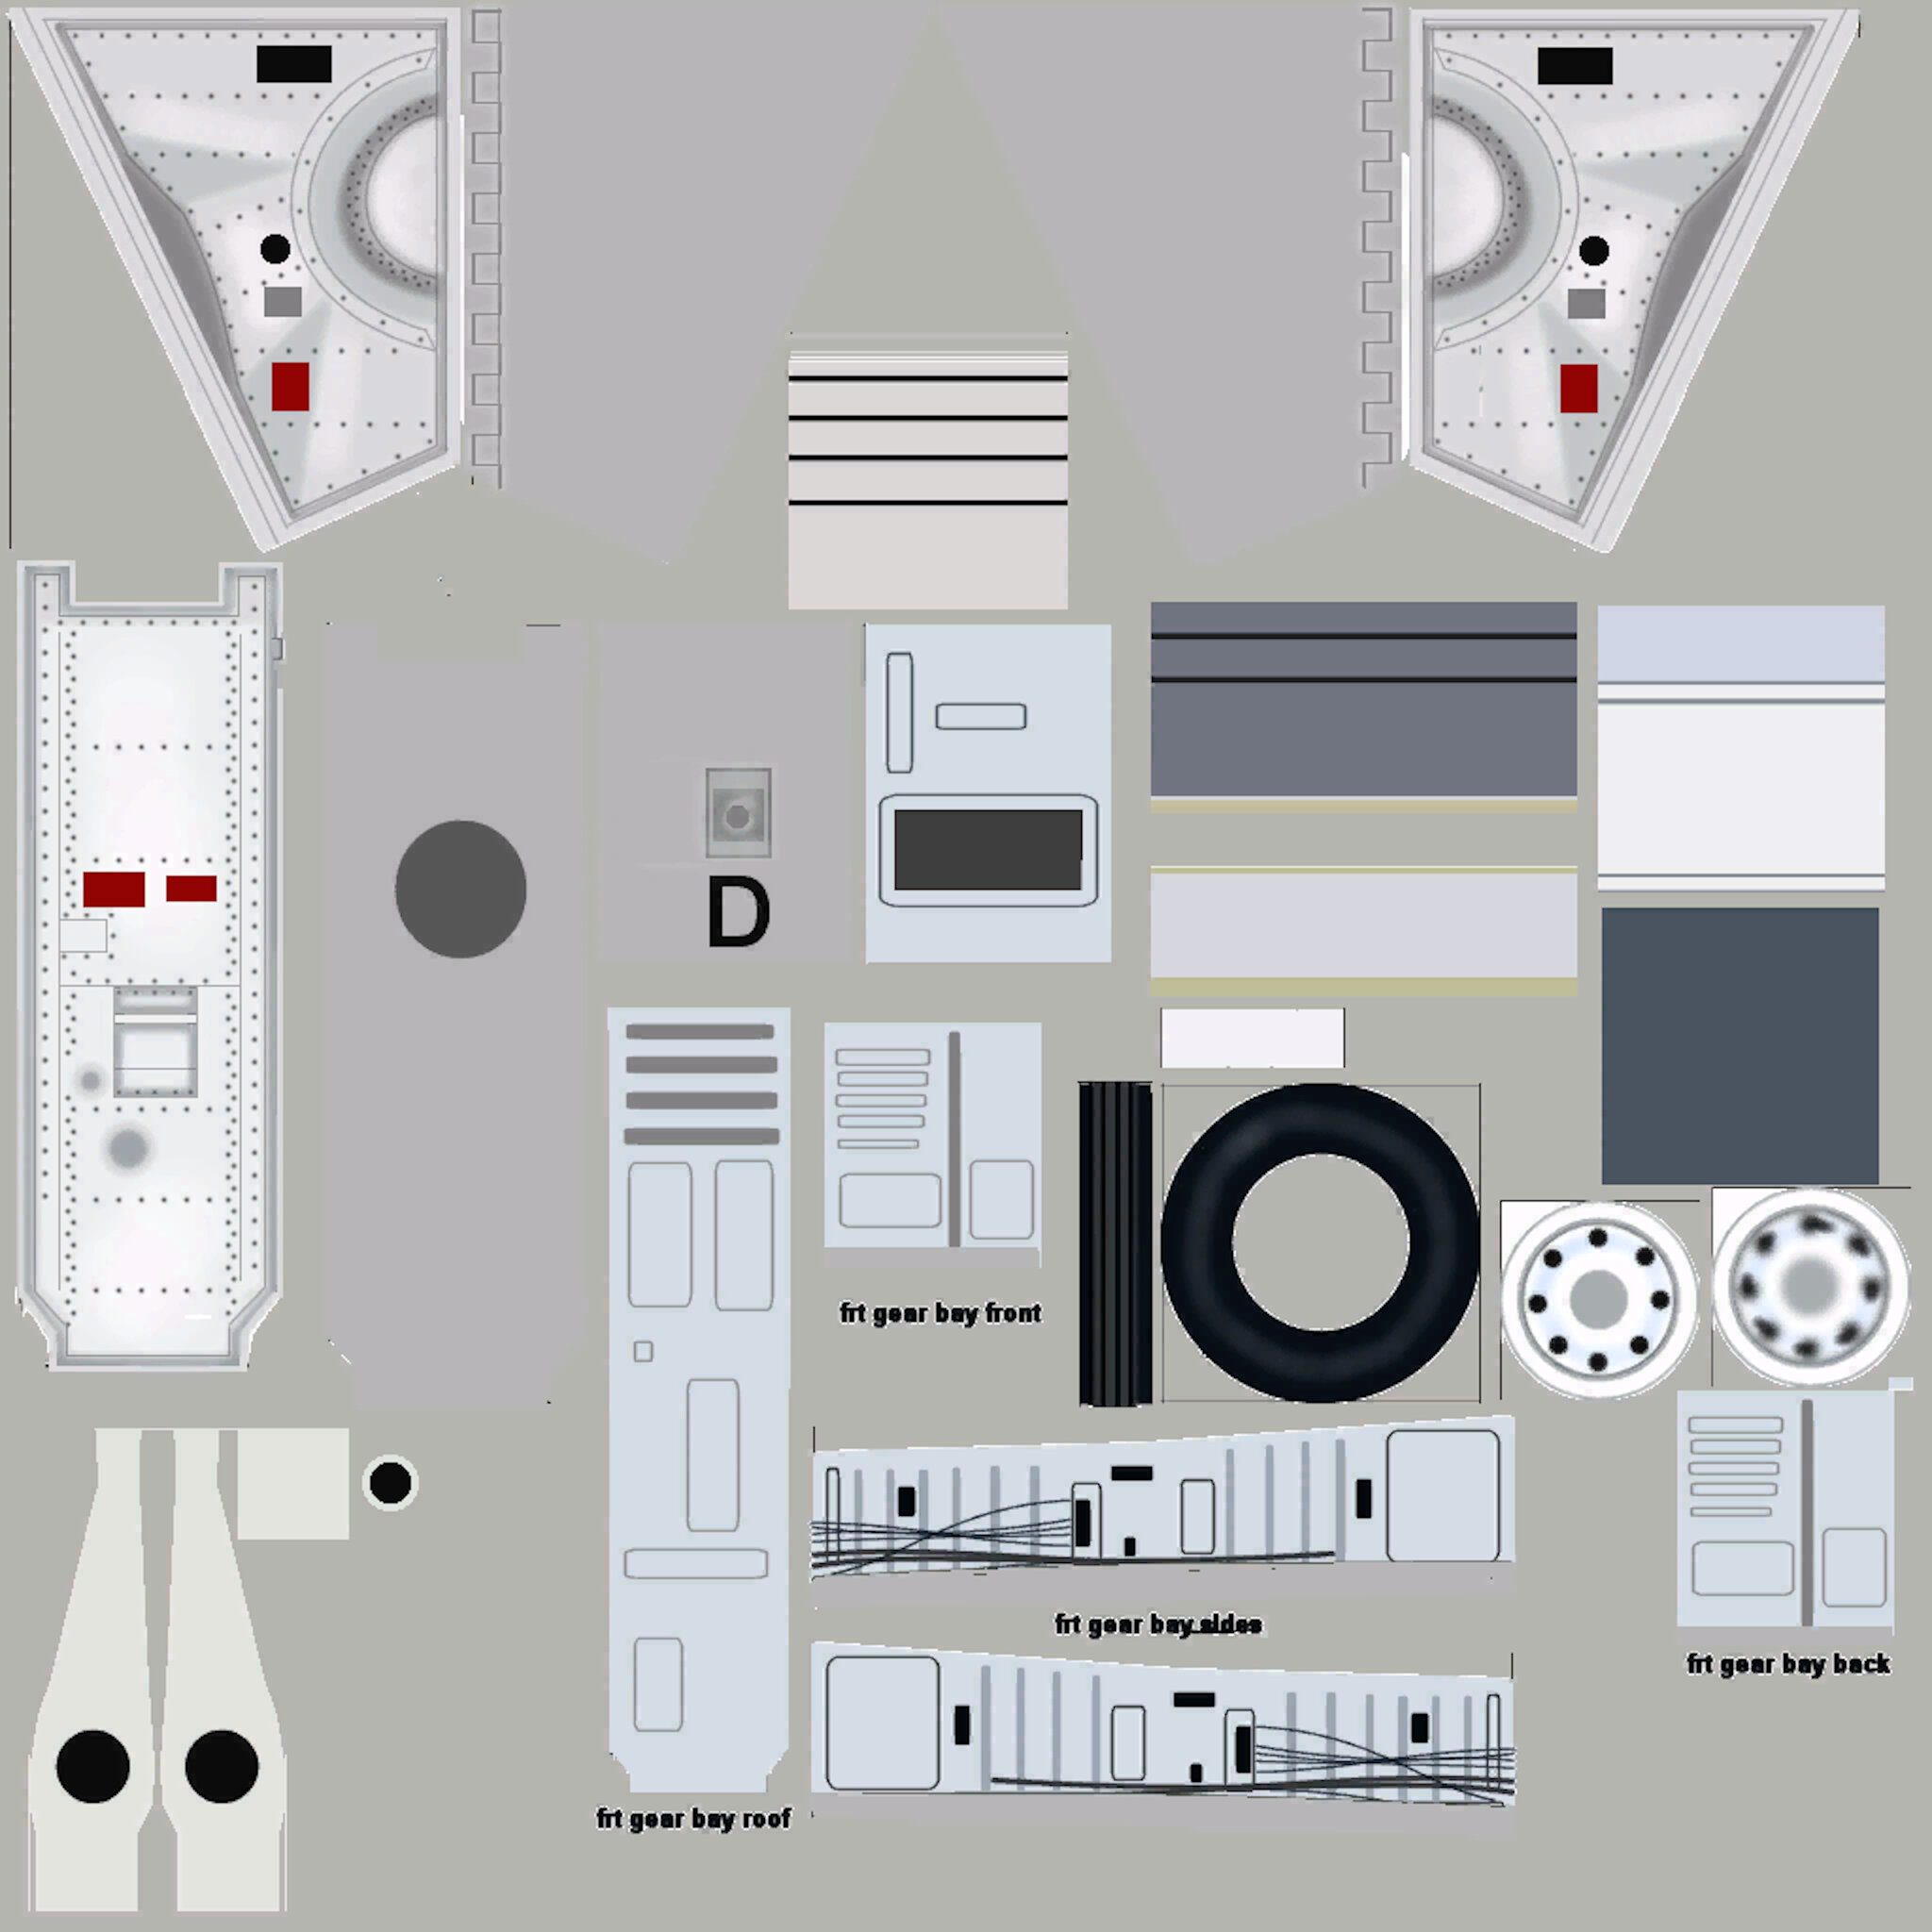 D
frt gear bay front
frt gear bay sides
frt gear bay back
frt gear bay roof